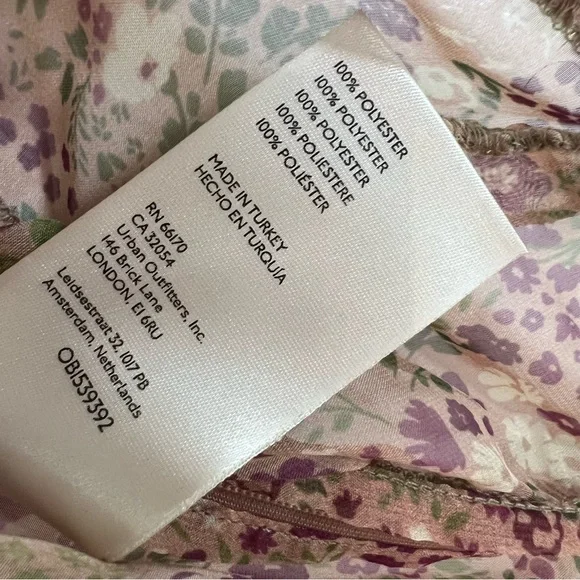 100% POLYESTER
100% POLYESTER
100% POLYESTER
100% POLIESTERE
100% POLIÉSTER
MADE IN TURKEY
HECHO EN TURQUÍA
RN 66170
CA 32054
Urban Outfitters, Inc.
146 Brick Lane
LONDON, E1 6RU
Leidsestraat 32, 1017 PB
Amsterdam, Netherlands
OB1539392